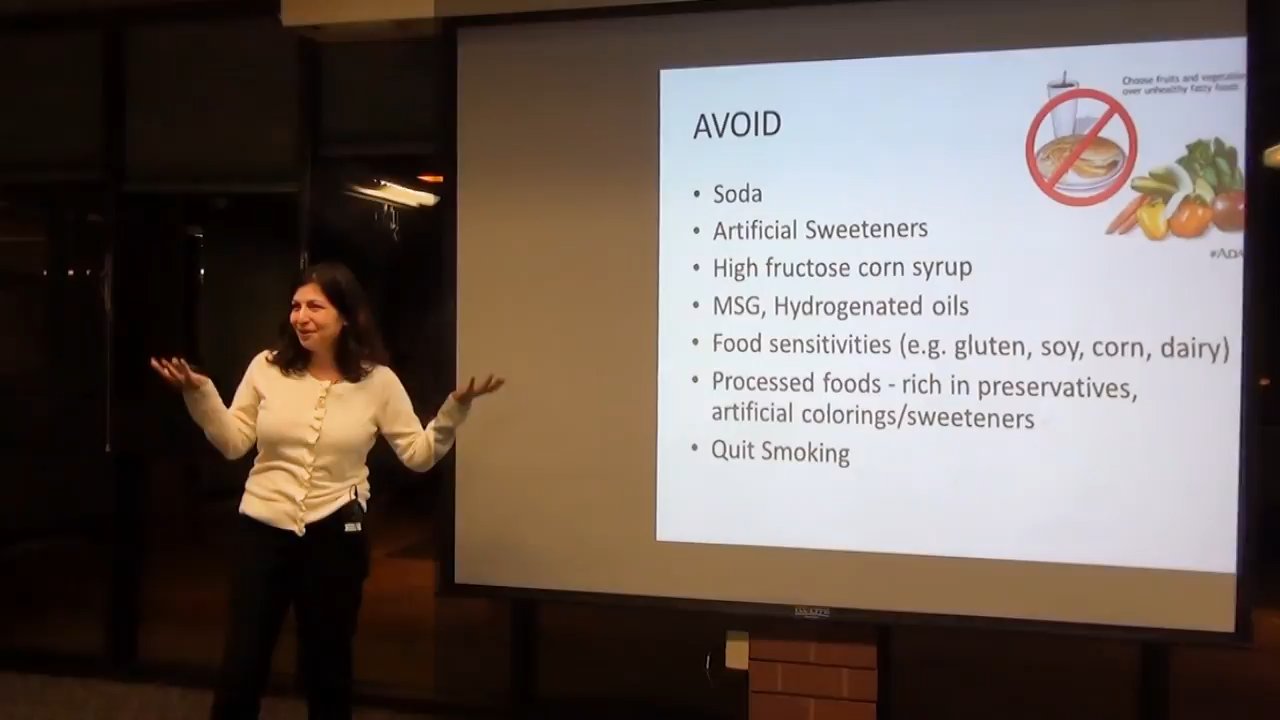 AVOID
Choose fruits and
over unhealthy fatty foods
• Soda
• Artificial Sweeteners
• High fructose corn syrup
• MSG, Hydrogenated oils
• Food sensitivities (e.g. gluten, soy, corn, dairy)
• Processed foods - rich in preservatives,
artificial colorings/sweeteners
• Quit Smoking